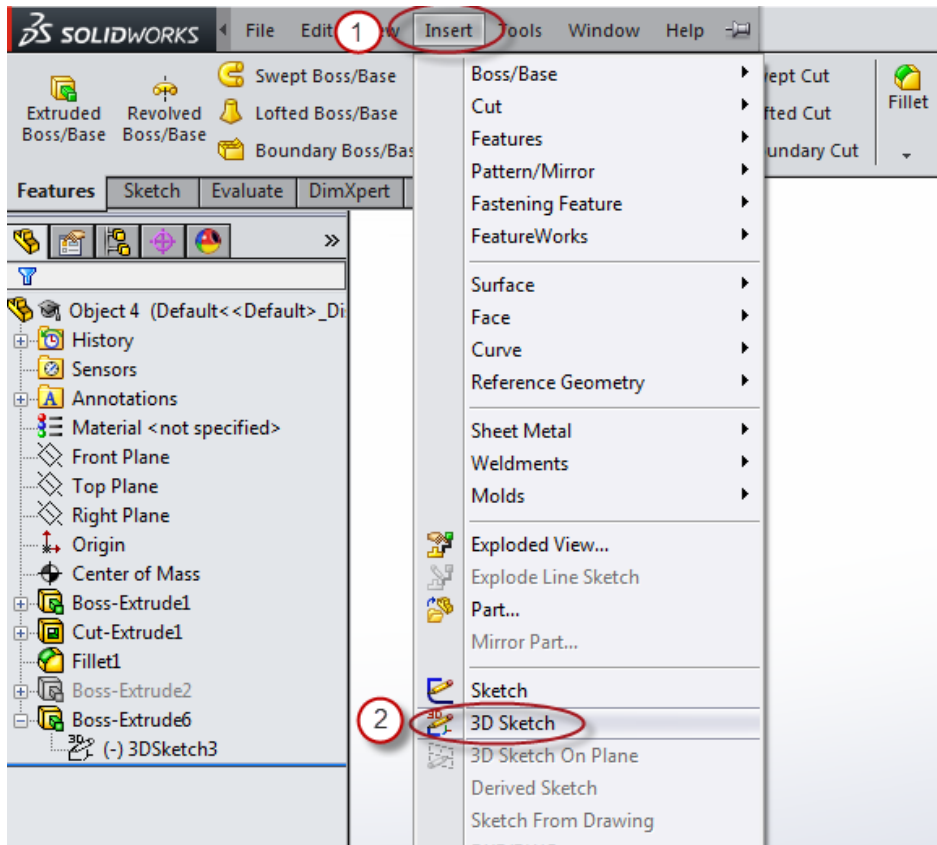 SOLIDWORKS File Edit 1 Insert Tools Window Help
Extruded Boss/Base
Revolved Boss/Base
Swept Boss/Base
Lofted Boss/Base
Boundary Boss/Bas
ept Cut
fted Cut
undary Cut
Fillet
Features Sketch Evaluate DimXpert
Object 4 (Default<<Default>_Di
History
Sensors
Annotations
Material <not specified>
Front Plane
Top Plane
Right Plane
Origin
Center of Mass
Boss-Extrude1
Cut-Extrude1
Fillet1
Boss-Extrude2
Boss-Extrude6
(-) 3DSketch3
Boss/Base
Cut
Features
Pattern/Mirror
Fastening Feature
FeatureWorks
Surface
Face
Curve
Reference Geometry
Sheet Metal
Weldments
Molds
Exploded View...
Explode Line Sketch
Part...
Mirror Part...
Sketch
2 3D Sketch
3D Sketch On Plane
Derived Sketch
Sketch From Drawing